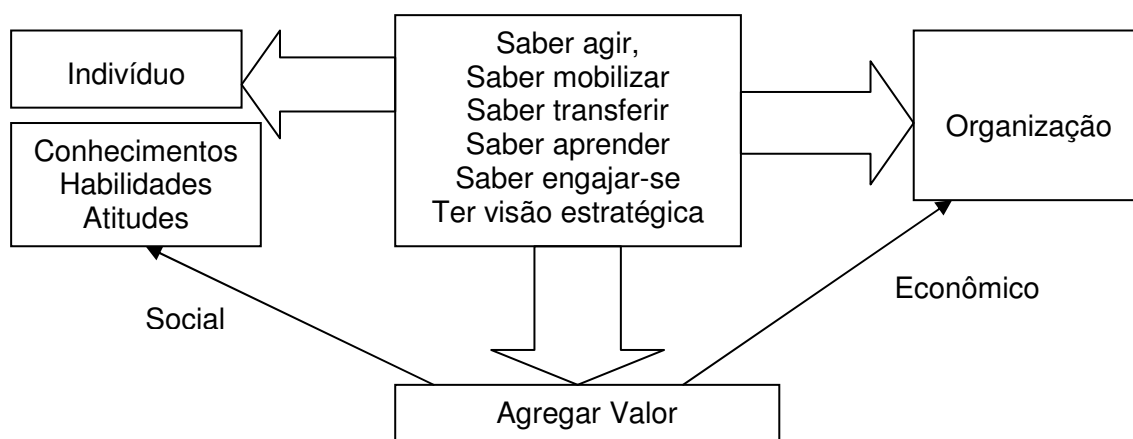 Indivíduo
Conhecimentos
Habilidades
Atitudes
Saber agir,
Saber mobilizar
Saber transferir
Saber aprender
Saber engajar-se
Ter visão estratégica
Organização
Social
Econômico
Agregar Valor